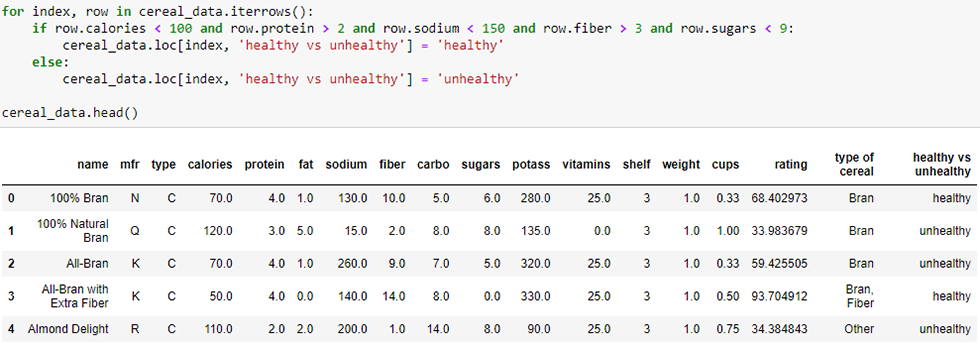 for index, row in cereal_data.iterrows():
    if row.calories < 100 and row.protein > 2 and row.sodium < 150 and row.fiber > 3 and row.sugars < 9:
        cereal_data.loc[index, 'healthy vs unhealthy'] = 'healthy'
    else:
        cereal_data.loc[index, 'healthy vs unhealthy'] = 'unhealthy'
cereal_data.head()
name mfr type calories protein fat sodium fiber carbo sugars potass vitamins shelf weight cups rating type of cereal healthy vs unhealthy
0 100% Bran N C 70.0 4.0 1.0 130.0 10.0 5.0 6.0 280.0 25.0 3 1.0 0.33 68.402973 Bran healthy
1 100% Natural Bran Q C 120.0 3.0 5.0 15.0 2.0 8.0 8.0 135.0 0.0 3 1.0 1.00 33.983679 Bran unhealthy
2 All-Bran K C 70.0 4.0 1.0 260.0 9.0 7.0 5.0 320.0 25.0 3 1.0 0.33 59.425505 Bran unhealthy
3 All-Bran with Extra Fiber K C 50.0 4.0 0.0 140.0 14.0 8.0 0.0 330.0 25.0 3 1.0 0.50 93.704912 Bran, Fiber healthy
4 Almond Delight R C 110.0 2.0 2.0 200.0 1.0 14.0 8.0 90.0 25.0 3 1.0 0.75 34.384843 Other unhealthy